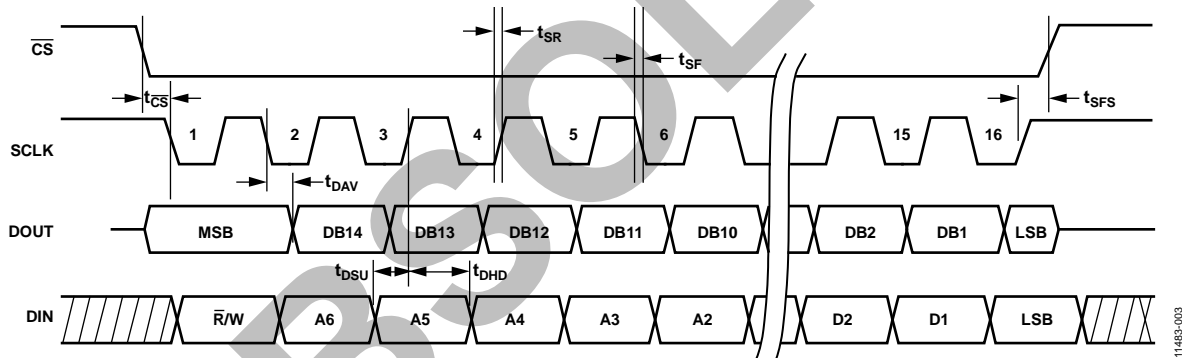 CS
tSR
tSF
tCS
tSFS
1 2 3 4 5 6 15 16
SCLK
tDAV
DOUT MSB DB14 DB13 DB12 DB11 DB10 DB2 DB1 LSB
tDSU tDHD
DIN R/W A6 A5 A4 A3 A2 D2 D1 LSB
11483-003
BSOL